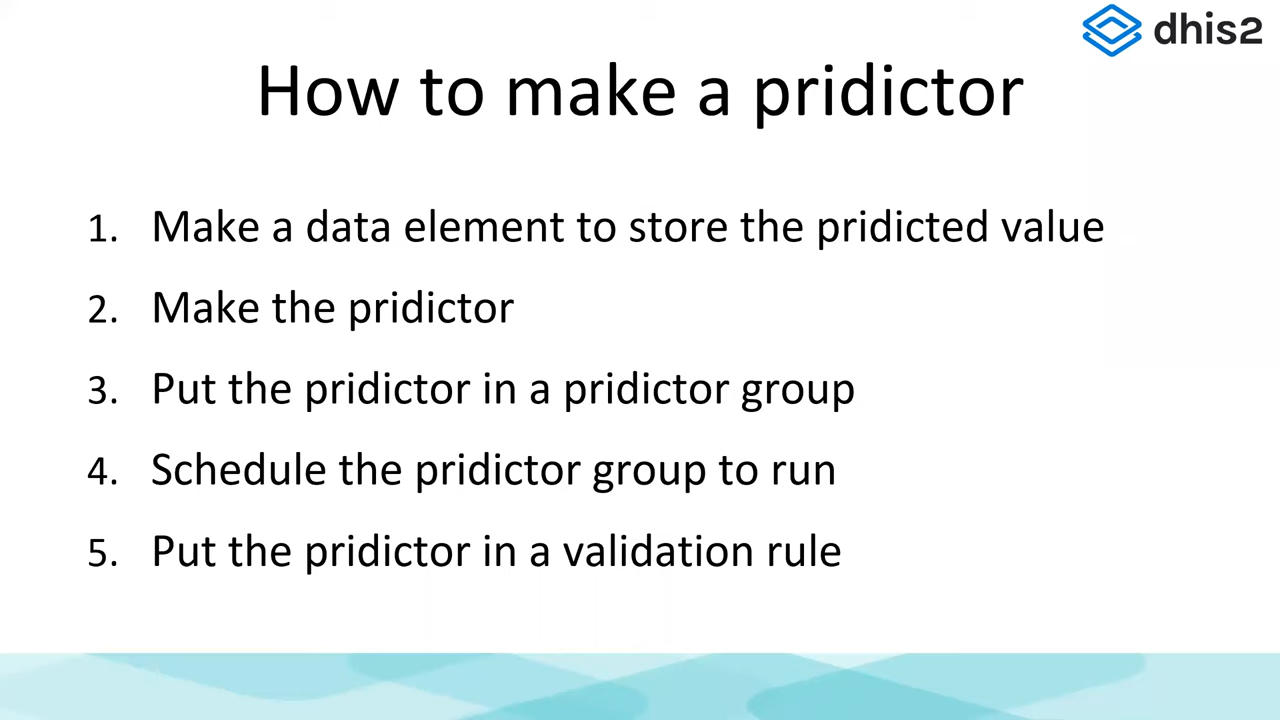 dhis2
How to make a pridictor
1. Make a data element to store the pridicted value
2. Make the pridictor
3. Put the pridictor in a pridictor group
4. Schedule the pridictor group to run
5. Put the pridictor in a validation rule